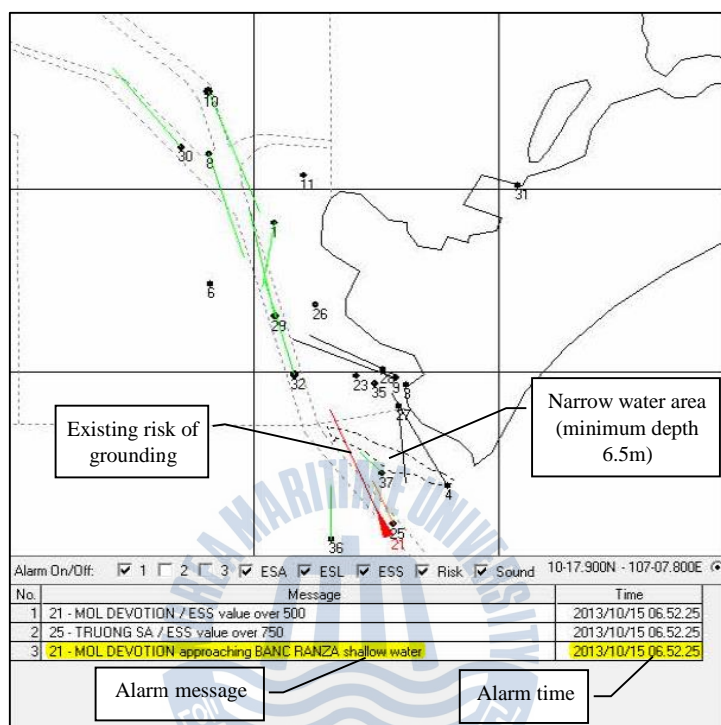 10
30
8
11
31
1
6
26
29
32
23
28
9
35
3
27
Existing risk of
grounding
Narrow water area
(minimum depth
6.5m)
37
4
25
21
36
KOREA MARITIME UNIVERSITY
Alarm On/Off: 1 2 3 ESA ESL ESS Risk Sound 10-17.900N - 107-07.800E
No. Message Time
1 21 - MOL DEVOTION / ESS value over 500 2013/10/15 06.52.25
2 25 - TRUONG SA / ESS value over 750 2013/10/15 06.52.25
3 21 - MOL DEVOTION approaching BANC RANZA shallow water 2013/10/15 06.52.25
Alarm message
Alarm time